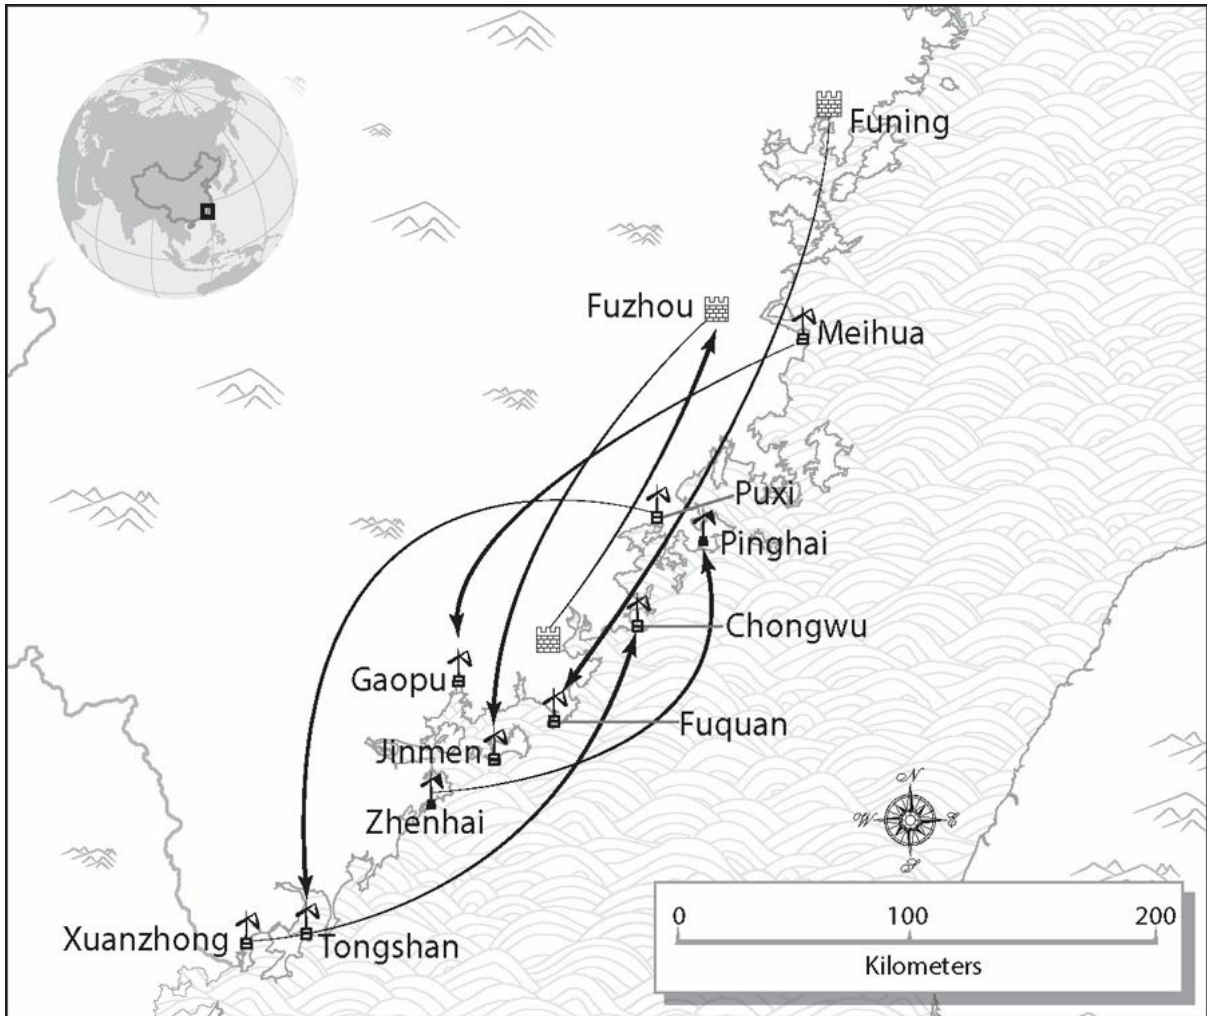 Funing
Fuzhou
Meihua
Puxi
Pinghai
Chongwu
Gaopu
Fuquan
Jinmen
Zhenhai
N
W
E
S
Xuanzhong
Tongshan
0 100 200
Kilometers